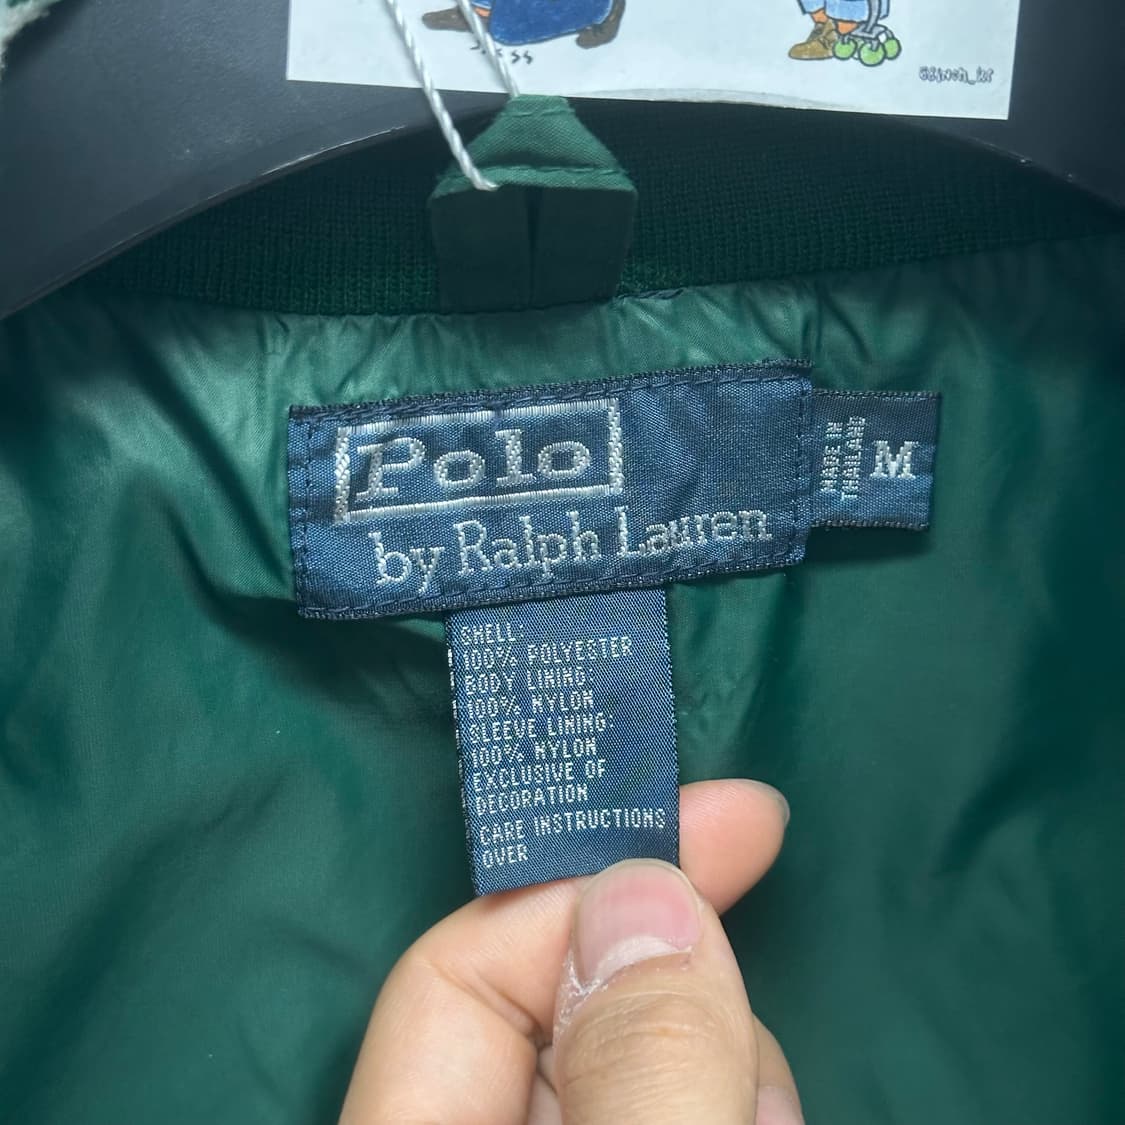 Polo
by Ralph Lauren
MADE IN
THAILAND
M
SHELL:
100% POLYESTER
BODY LINING:
100% NYLON
SLEEVE LINING:
100% NYLON
EXCLUSIVE OF
DECORATION
CARE INSTRUCTIONS
OVER